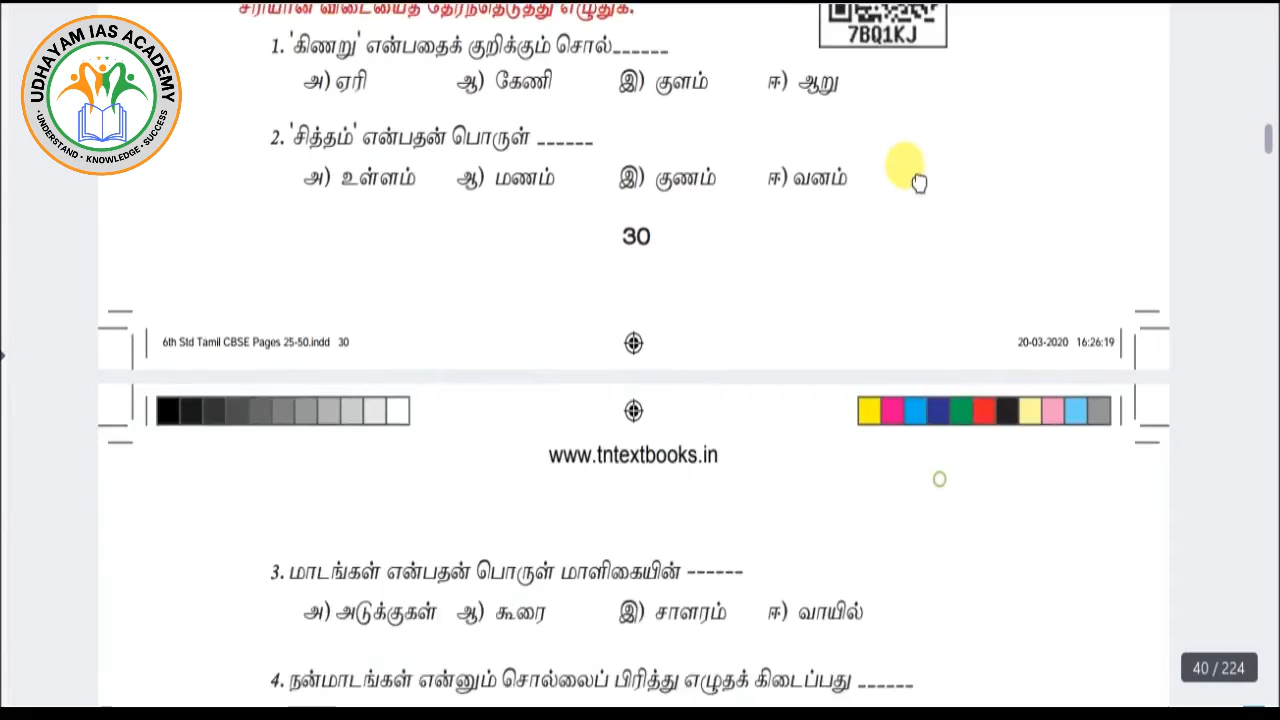 UDHAYAM IAS ACADEMY
· UNDERSTAND · KNOWLEDGE · SUCCESS
சரியான விடையைத் தேர்ந்தெடுத்து எழுதுக.
7BQ1KJ
1. 'கிணறு' என்பதைக் குறிக்கும் சொல்______
அ) ஏரி ஆ) கேணி இ) குளம் ஈ) ஆறு
2. 'சித்தம்' என்பதன் பொருள் ______
அ) உள்ளம் ஆ) மணம் இ) குணம் ஈ) வனம்
30
6th Std Tamil CBSE Pages 25-50.indd 30 20-03-2020 16:26:19
www.tntextbooks.in
3. மாடங்கள் என்பதன் பொருள் மாளிகையின் ------
அ) அடுக்குகள் ஆ) கூரை இ) சாளரம் ஈ) வாயில்
4. நன்மாடங்கள் என்னும் சொல்லைப் பிரித்து எழுதக் கிடைப்பது ______
40 / 224